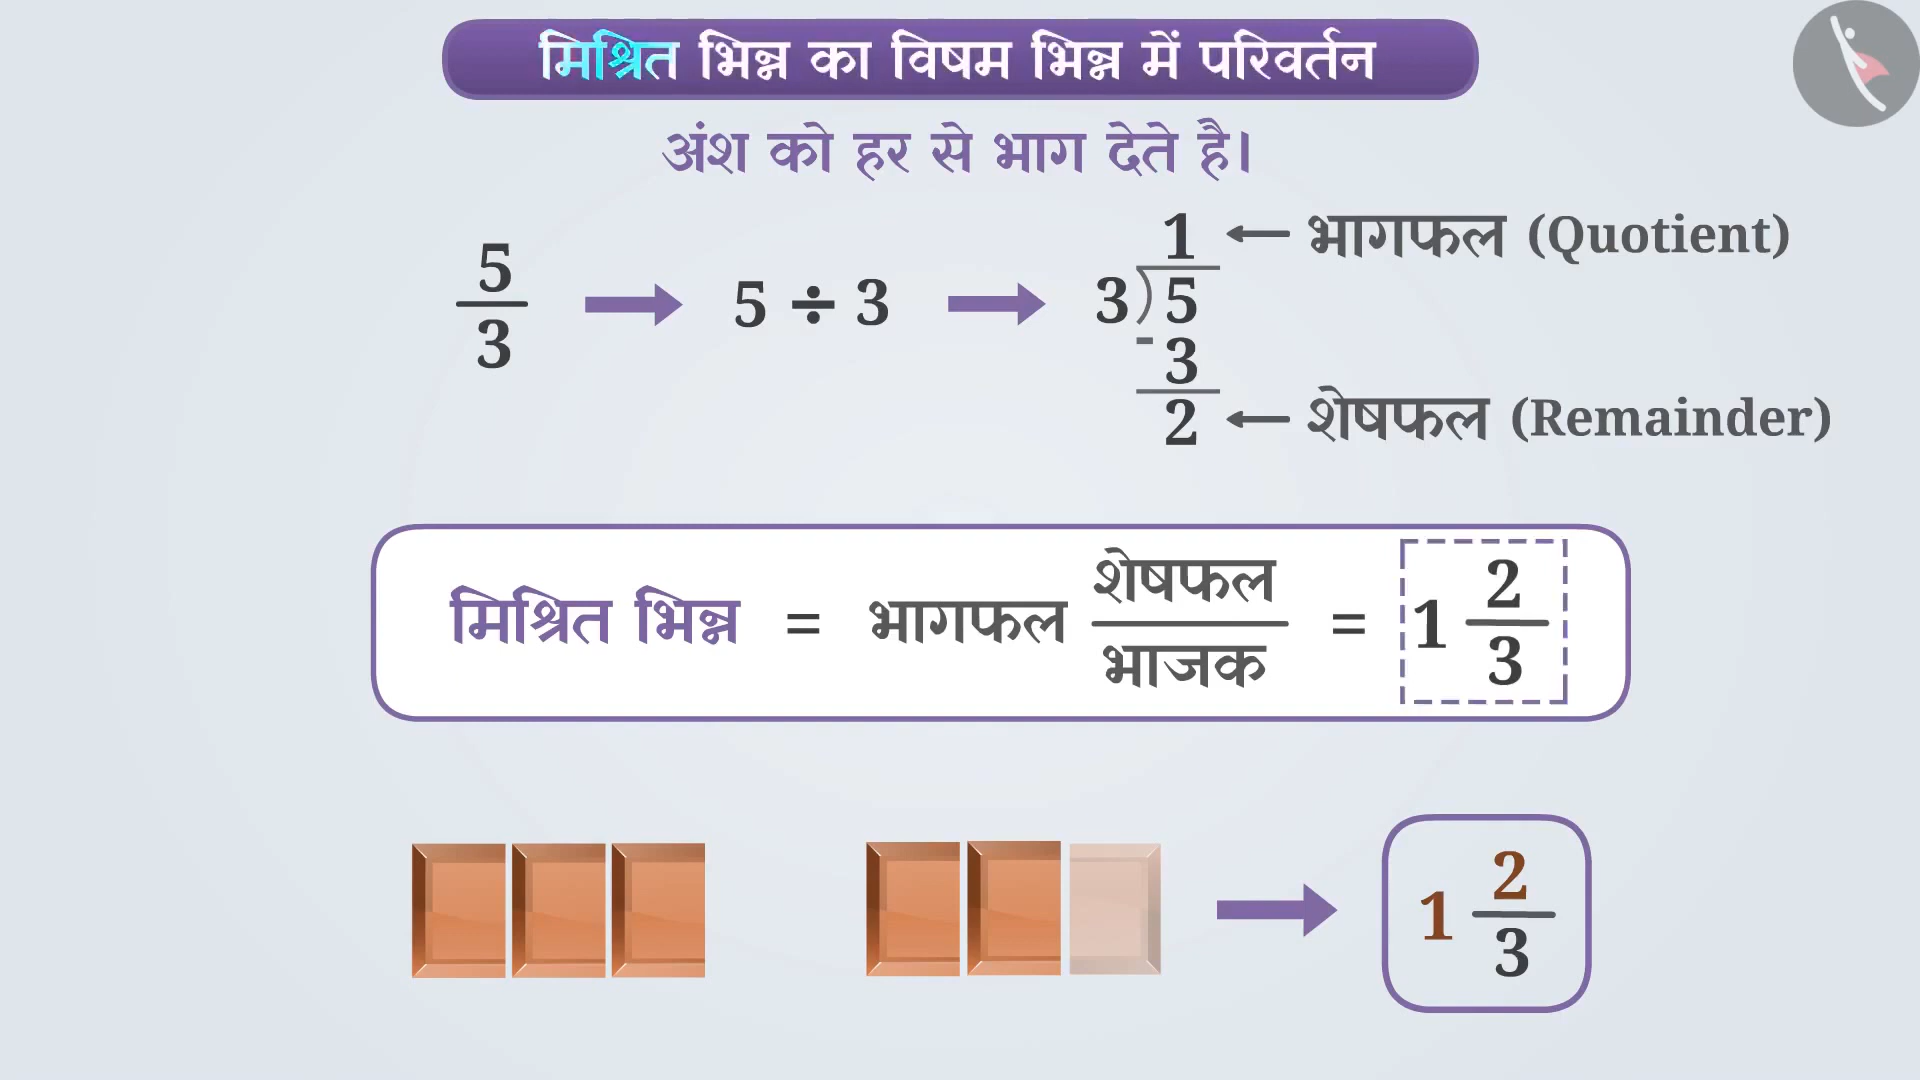 मिश्रित भिन्न का विषम भिन्न में परिवर्तन
अंश को हर से भाग देते है।
5/3 → 5 ÷ 3 →
1 ← भागफल (Quotient)
3)5
- 3
2 ← शेषफल (Remainder)
मिश्रित भिन्न = भागफल शेषफल/भाजक = 1 2/3
→ 1 2/3